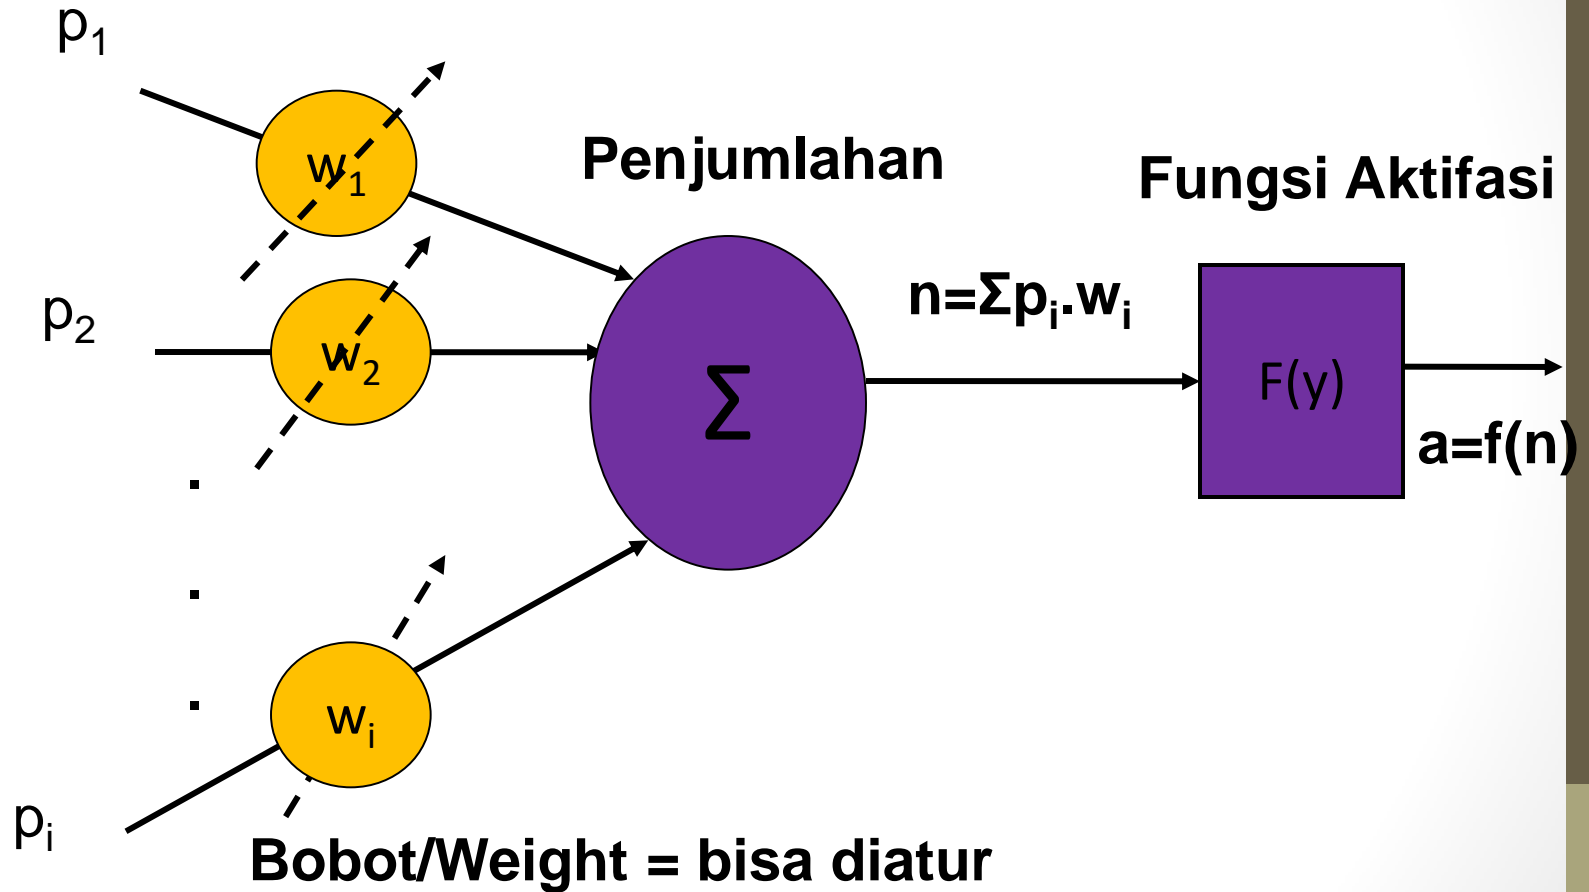 p₁
w₁
Penjumlahan
Fungsi Aktifasi
p₂
w₂
n=Σpᵢ.wᵢ
Σ
F(y)
a=f(n)
.
.
.
wᵢ
pᵢ
Bobot/Weight = bisa diatur